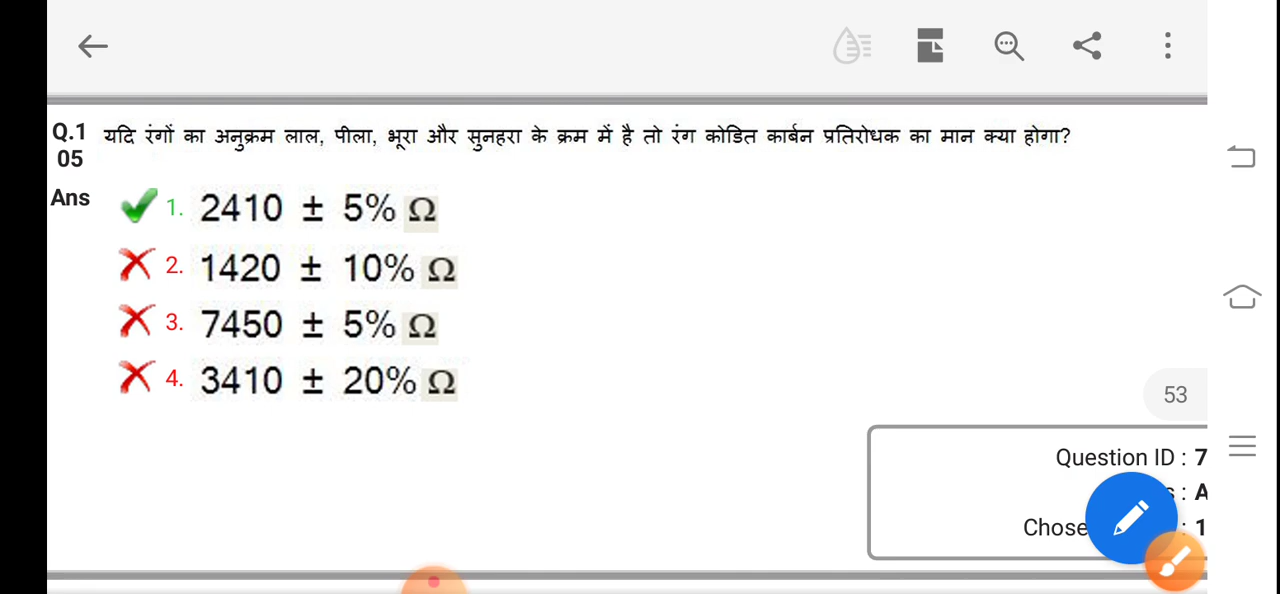 Q.1 यदि रंगों का अनुक्रम लाल, पीला, भूरा और सुनहरा के क्रम में है तो रंग कोडित कार्बन प्रतिरोधक का मान क्या होगा?
05
Ans 1. 2410 ± 5% Ω
2. 1420 ± 10% Ω
3. 7450 ± 5% Ω
4. 3410 ± 20% Ω
53
Question ID : 7
: A
Chose : 1